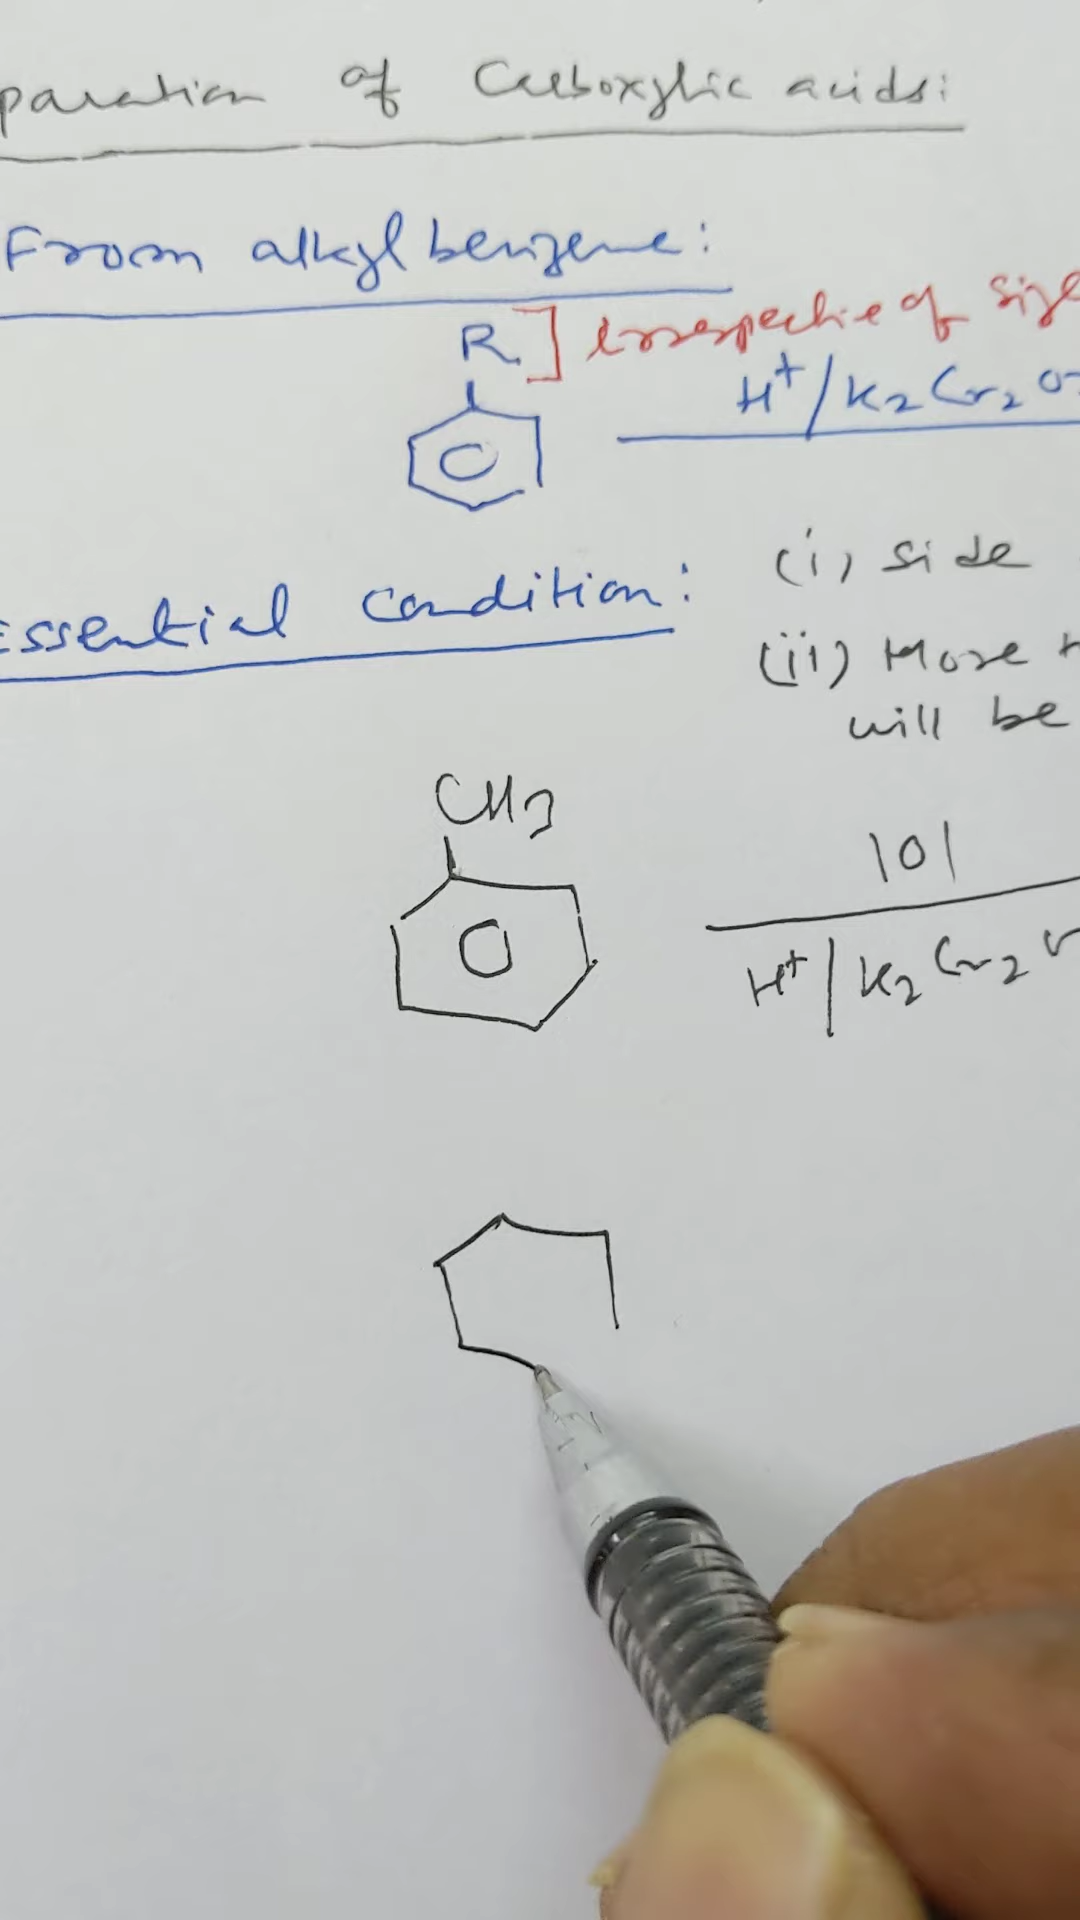 paration of Carboxylic acids:
From alkyl benzene:
R ] Irrespective of size
H+/K2Cr2O7
Essential condition:
(i) side
(ii) More
will be
CH3
|O|
H+/K2Cr2